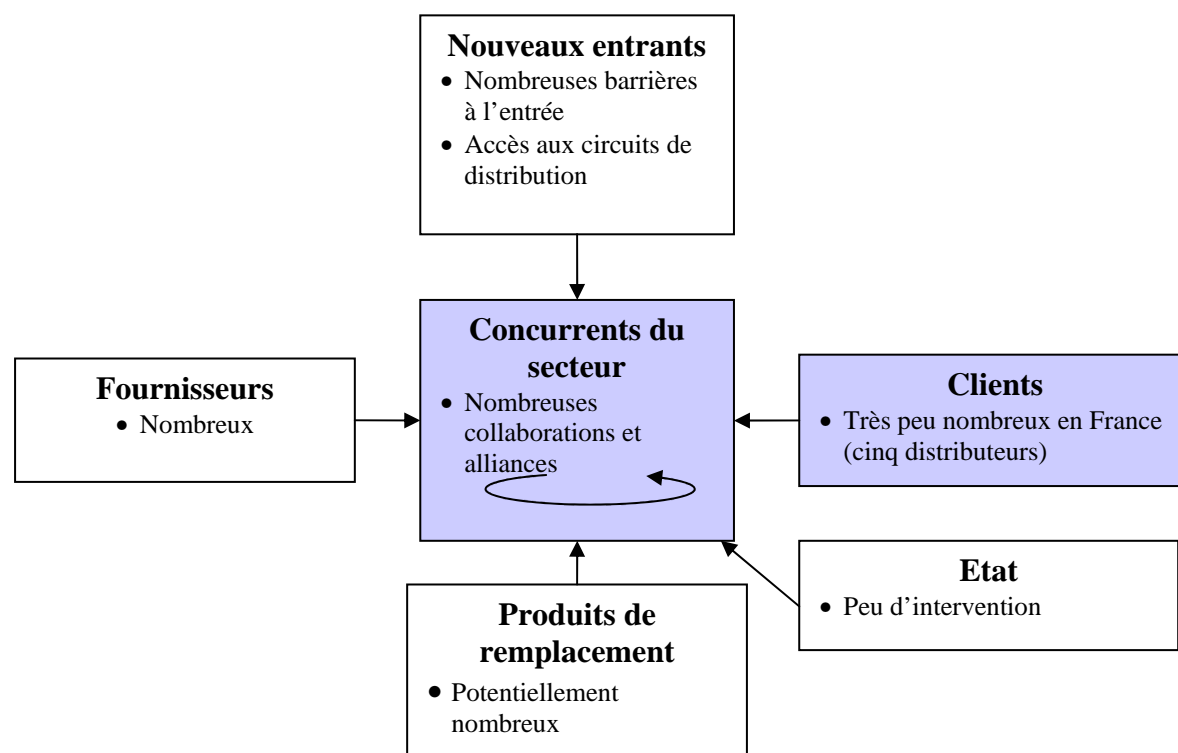 Nouveaux entrants
• Nombreuses barrières
à l’entrée
• Accès aux circuits de
distribution
Concurrents du
secteur
• Nombreuses
collaborations et
alliances
Fournisseurs
• Nombreux
Clients
• Très peu nombreux en France
(cinq distributeurs)
Etat
• Peu d’intervention
Produits de
remplacement
• Potentiellement
nombreux